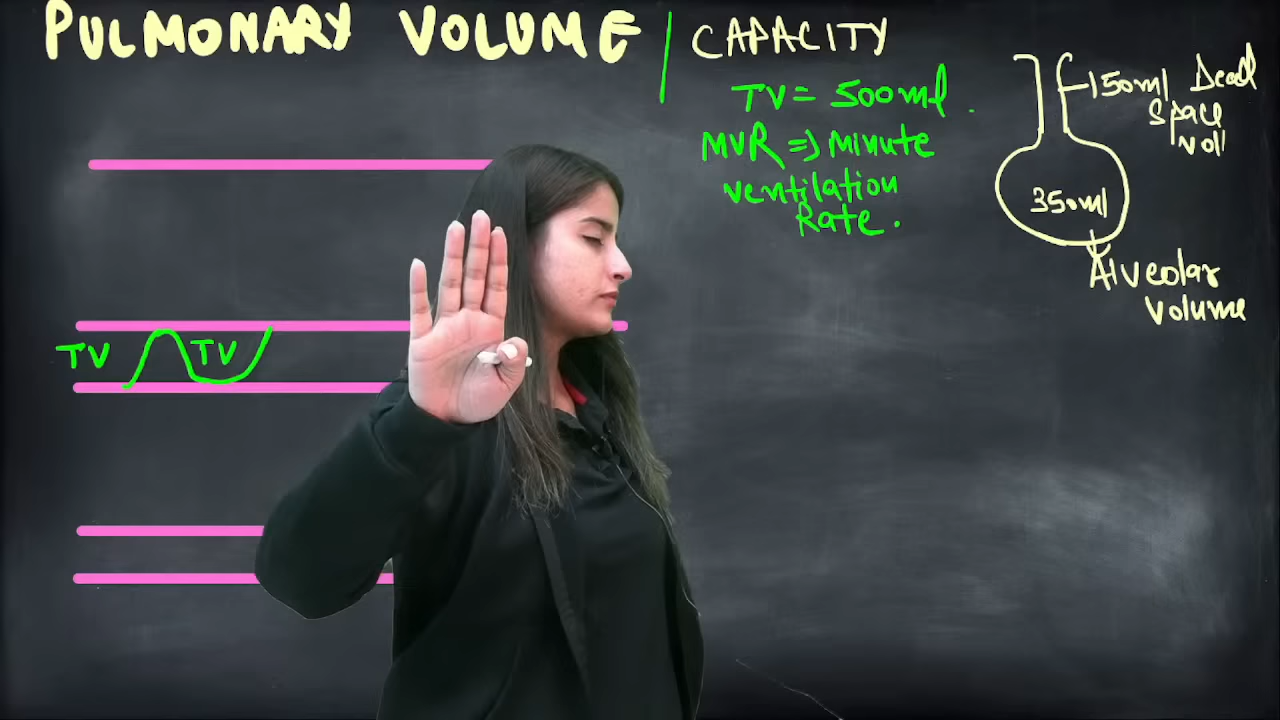 PULMONARY VOLUME / CAPACITY
TV = 500ml.
MVR => Minute
ventilation
Rate.
TV
TV
150ml Dead
space
voll
350ml
Alveolar
volume